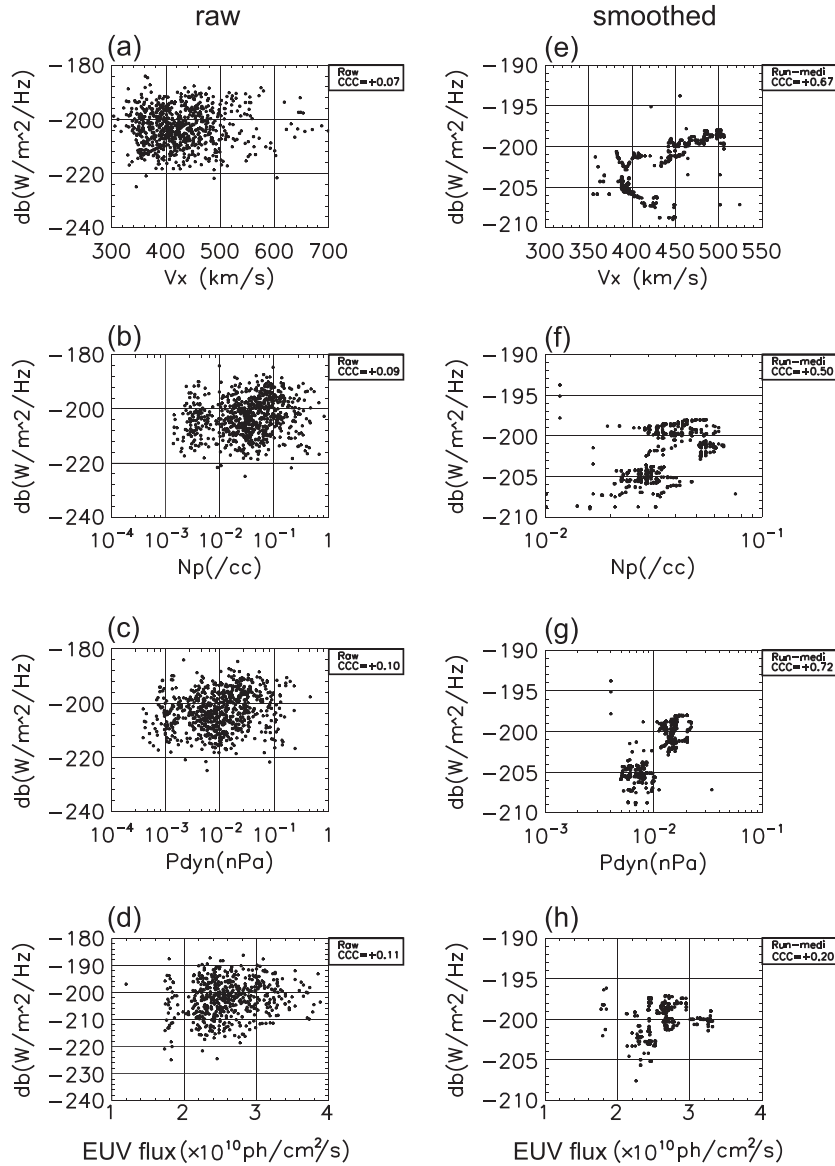 raw
smoothed
(a)
−180
−200
−220
−240
db(W/m^2/Hz)
300 400 500 600 700
Vx (km/s)
Raw
CCC=+0.07
(e)
−190
−195
−200
−205
−210
db(W/m^2/Hz)
300 350 400 450 500 550
Vx (km/s)
Run-medi
CCC=+0.67
(b)
−180
−200
−220
−240
db(W/m^2/Hz)
10−4 10−3 10−2 10−1 1
Np(/cc)
Raw
CCC=+0.09
(f)
−190
−195
−200
−205
−210
db(W/m^2/Hz)
10−2 10−1
Np(/cc)
Run-medi
CCC=+0.50
(c)
−180
−200
−220
−240
db(W/m^2/Hz)
10−4 10−3 10−2 10−1 1
Pdyn(nPa)
Raw
CCC=+0.10
(g)
−190
−195
−200
−205
−210
db(W/m^2/Hz)
10−3 10−2 10−1
Pdyn(nPa)
Run-medi
CCC=+0.72
(d)
−180
−190
−200
−210
−220
−230
−240
db(W/m^2/Hz)
1 2 3 4
EUV flux (×10^10 ph/cm²/s)
Raw
CCC=+0.11
(h)
−190
−195
−200
−205
−210
db(W/m^2/Hz)
1 2 3 4
EUV flux (×10^10 ph/cm²/s)
Run-medi
CCC=+0.20